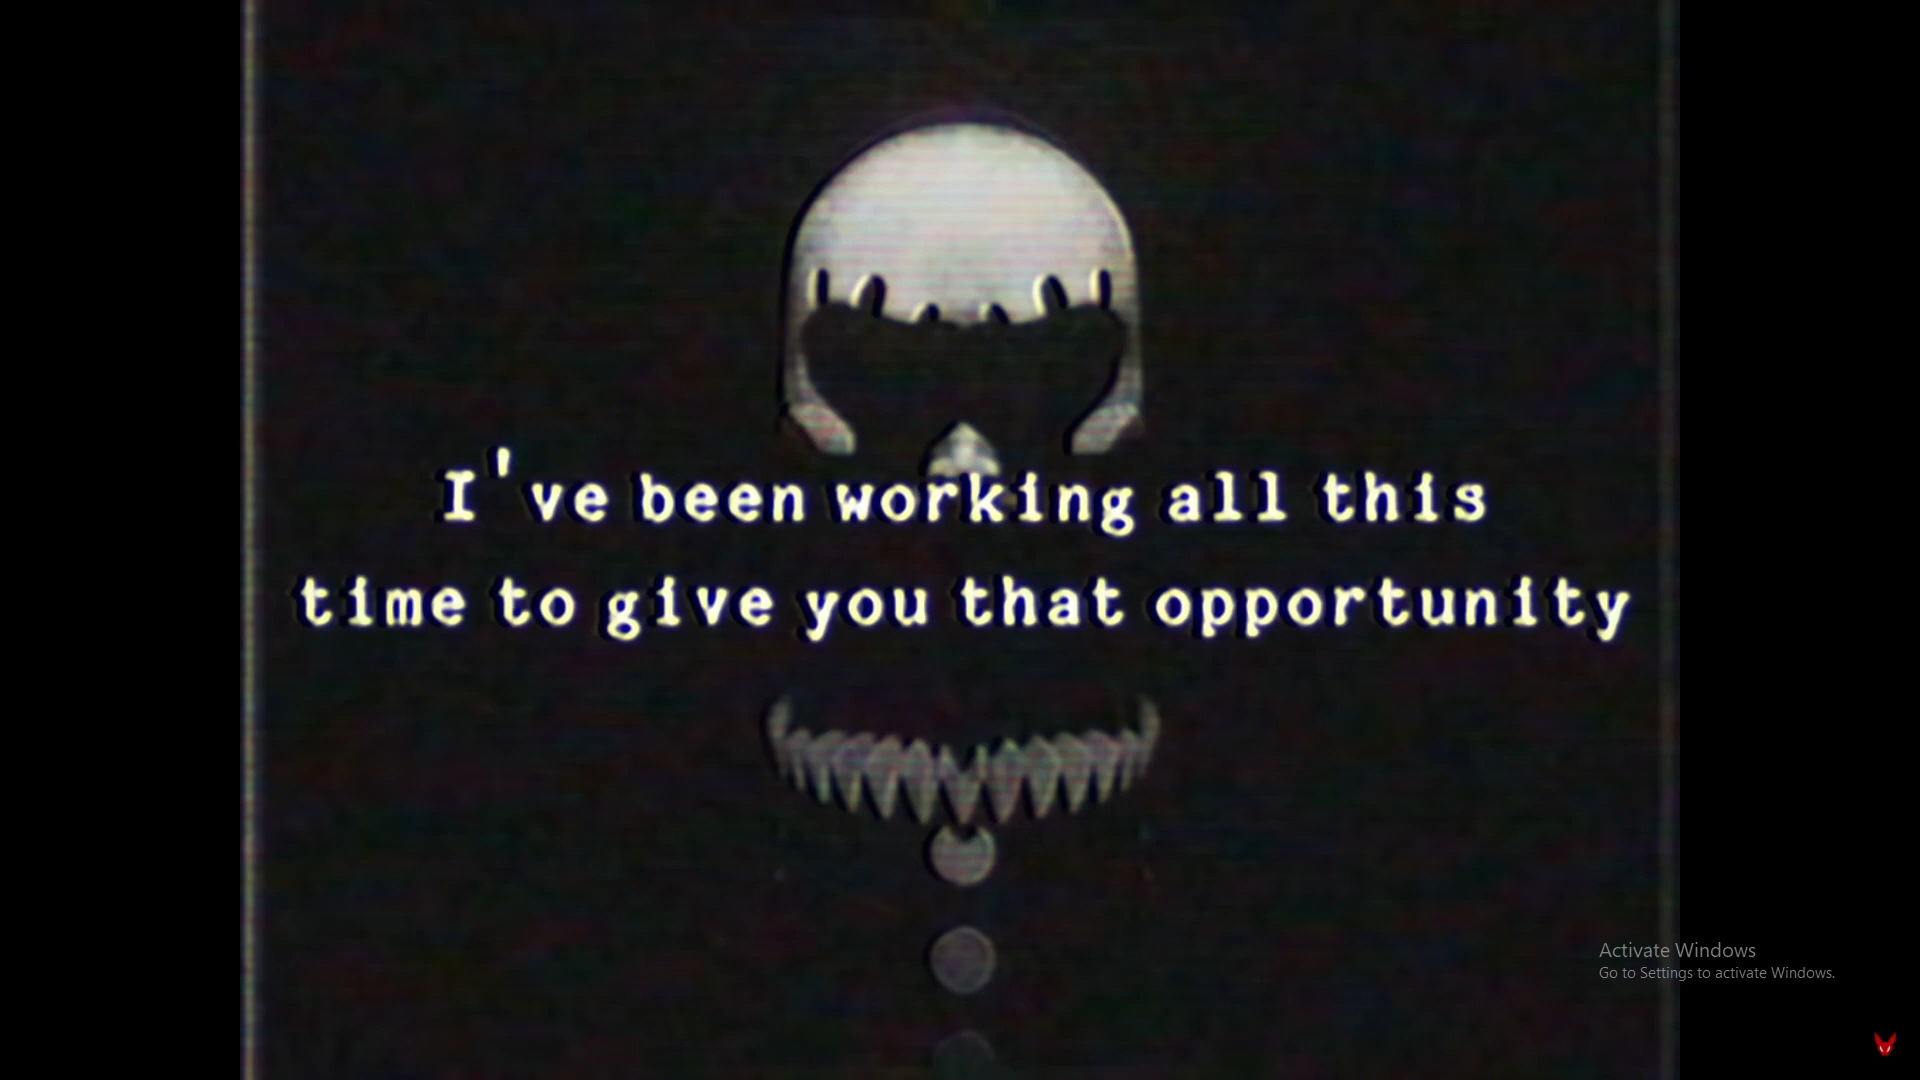 I've been working all this
time to give you that opportunity
Activate Windows
Go to Settings to activate Windows.